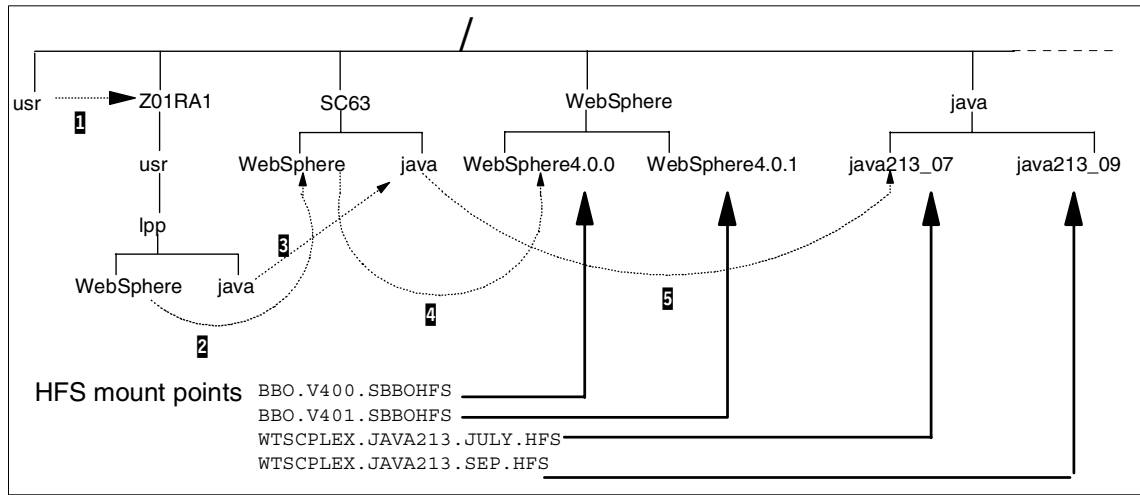 /
usr
1
Z01RA1
SC63
WebSphere
java
usr
WebSphere
java
WebSphere4.0.0
WebSphere4.0.1
java213_07
java213_09
lpp
3
WebSphere
java
2
4
5
HFS mount points
BBO.V400.SBBOHFS
BBO.V401.SBBOHFS
WTSCPLEX.JAVA213.JULY.HFS
WTSCPLEX.JAVA213.SEP.HFS